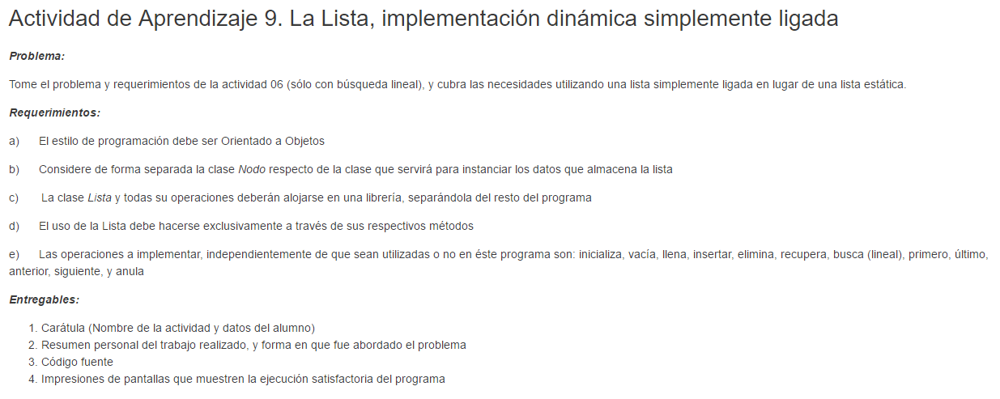 Actividad de Aprendizaje 9. La Lista, implementación dinámica simplemente ligada
Problema:
Tome el problema y requerimientos de la actividad 06 (sólo con búsqueda lineal), y cubra las necesidades utilizando una lista simplemente ligada en lugar de una lista estática.
Requerimientos:
a) El estilo de programación debe ser Orientado a Objetos
b) Considere de forma separada la clase Nodo respecto de la clase que servirá para instanciar los datos que almacena la lista
c) La clase Lista y todas su operaciones deberán alojarse en una librería, separándola del resto del programa
d) El uso de la Lista debe hacerse exclusivamente a través de sus respectivos métodos
e) Las operaciones a implementar, independientemente de que sean utilizadas o no en éste programa son: inicializa, vacía, llena, insertar, elimina, recupera, busca (lineal), primero, último,
anterior, siguiente, y anula
Entregables:
1. Carátula (Nombre de la actividad y datos del alumno)
2. Resumen personal del trabajo realizado, y forma en que fue abordado el problema
3. Código fuente
4. Impresiones de pantallas que muestren la ejecución satisfactoria del programa